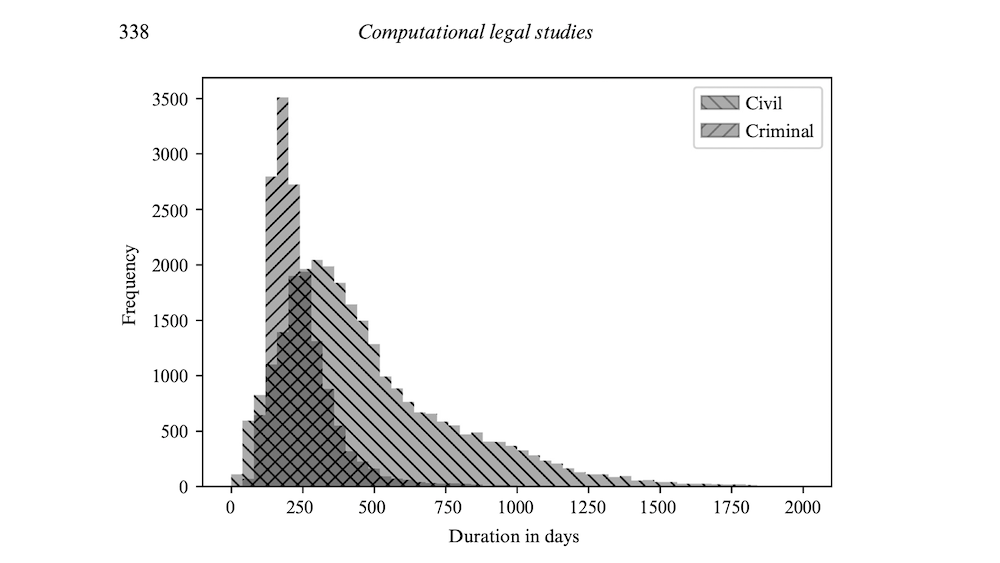 338 Computational legal studies
Civil
Criminal
3500
3000
2500
2000
1500
1000
500
0
Frequency
0 250 500 750 1000 1250 1500 1750 2000
Duration in days